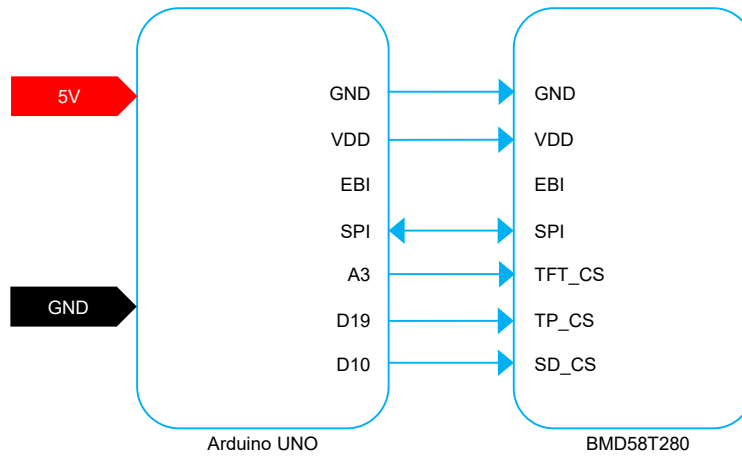 5V
GND
GND
VDD
EBI
SPI
A3
D19
D10
GND
VDD
EBI
SPI
TFT_CS
TP_CS
SD_CS
Arduino UNO
BMD58T280